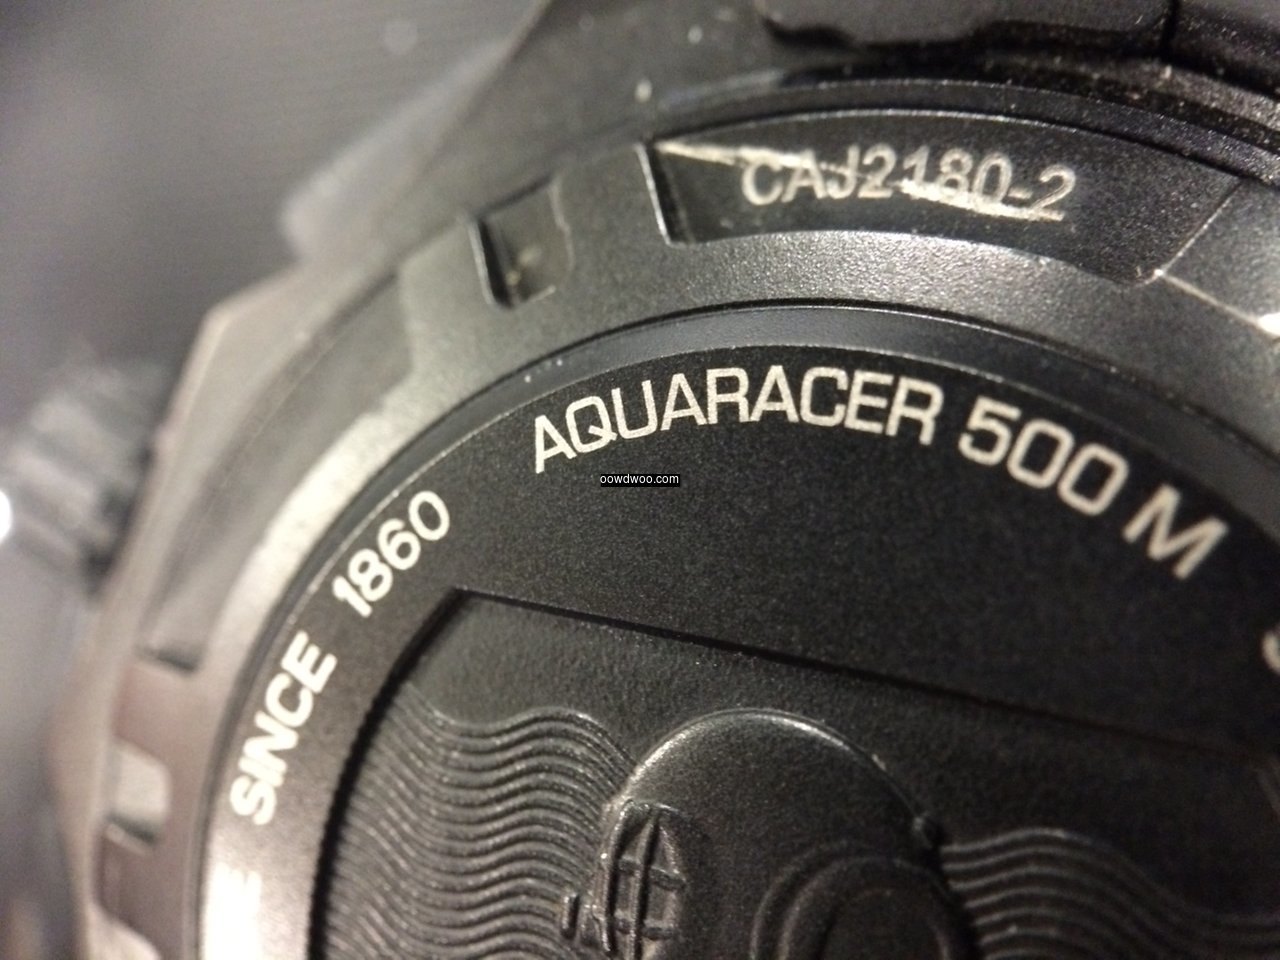 CAJ2180-2
SINCE 1860
AQUARACER 500 M
oowdwoo.com